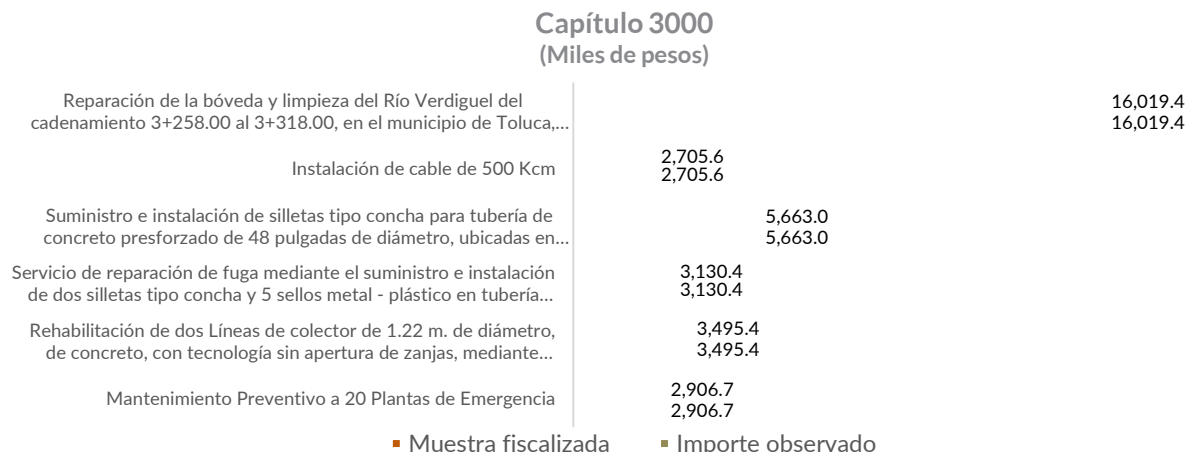 Capítulo 3000
(Miles de pesos)
Reparación de la bóveda y limpieza del Río Verdiguel del
cadenamiento 3+258.00 al 3+318.00, en el municipio de Toluca,...
16,019.4
16,019.4
Instalación de cable de 500 Kcm
2,705.6
2,705.6
Suministro e instalación de silletas tipo concha para tubería de
concreto presforzado de 48 pulgadas de diámetro, ubicadas en...
5,663.0
5,663.0
Servicio de reparación de fuga mediante el suministro e instalación
de dos silletas tipo concha y 5 sellos metal - plástico en tubería...
3,130.4
3,130.4
Rehabilitación de dos Líneas de colector de 1.22 m. de diámetro,
de concreto, con tecnología sin apertura de zanjas, mediante...
3,495.4
3,495.4
Mantenimiento Preventivo a 20 Plantas de Emergencia
2,906.7
2,906.7
Muestra fiscalizada
Importe observado